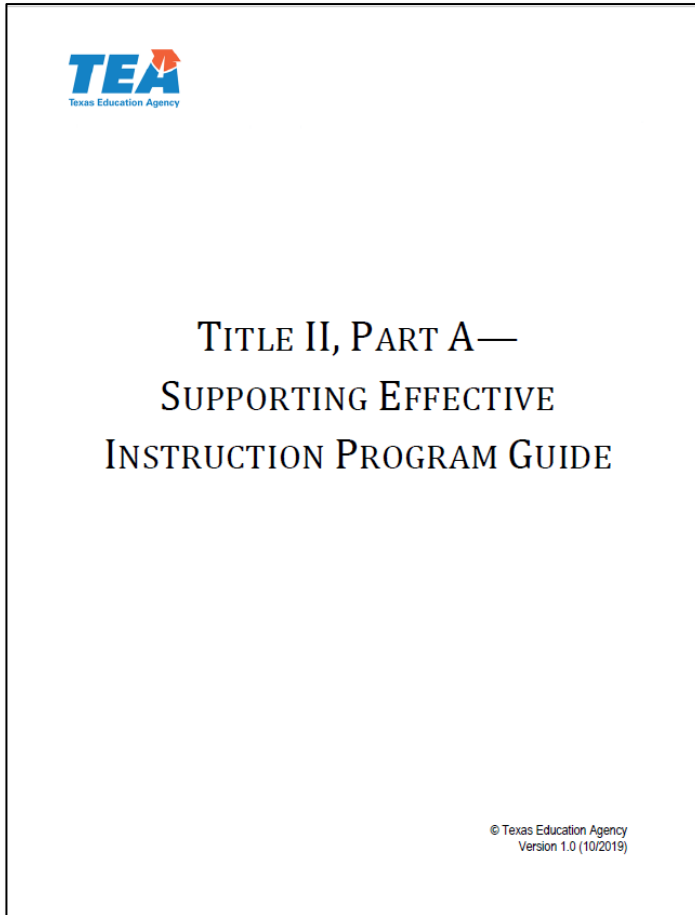 TEA
Texas Education Agency
TITLE II, PART A—
SUPPORTING EFFECTIVE
INSTRUCTION PROGRAM GUIDE
© Texas Education Agency
Version 1.0 (10/2019)